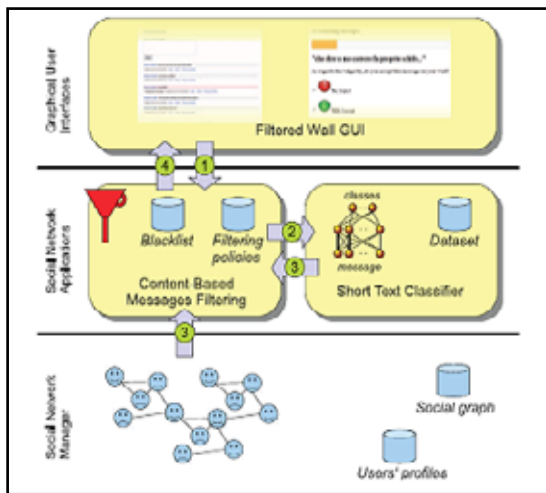 Graphical User
Interfaces
Filtered Wall GUI
4
1
Social Network
Applications
Blacklist
Filtering
policies
Content-Based
Messages Filtering
2
3
classes
message
Dataset
Short Text Classifier
3
Social Network
Manager
Social graph
Users' profiles